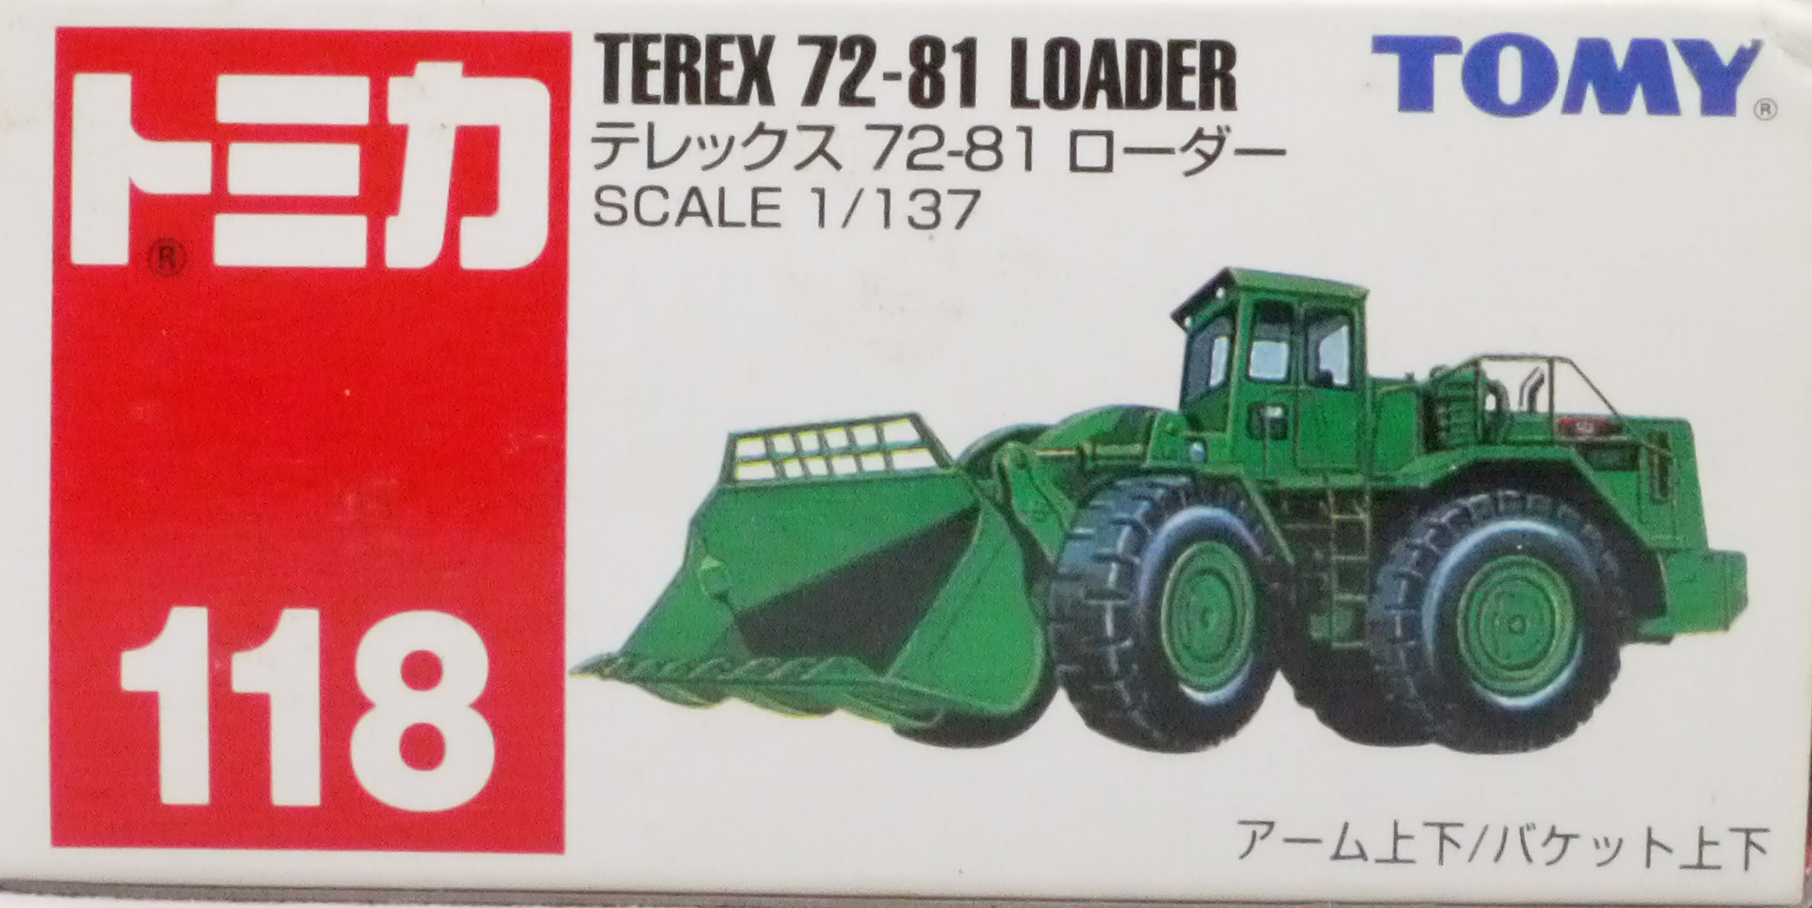 トミカ®
118
TEREX 72-81 LOADER
テレックス 72-81 ローダー
SCALE 1/137
TOMY®
アーム上下/バケット上下